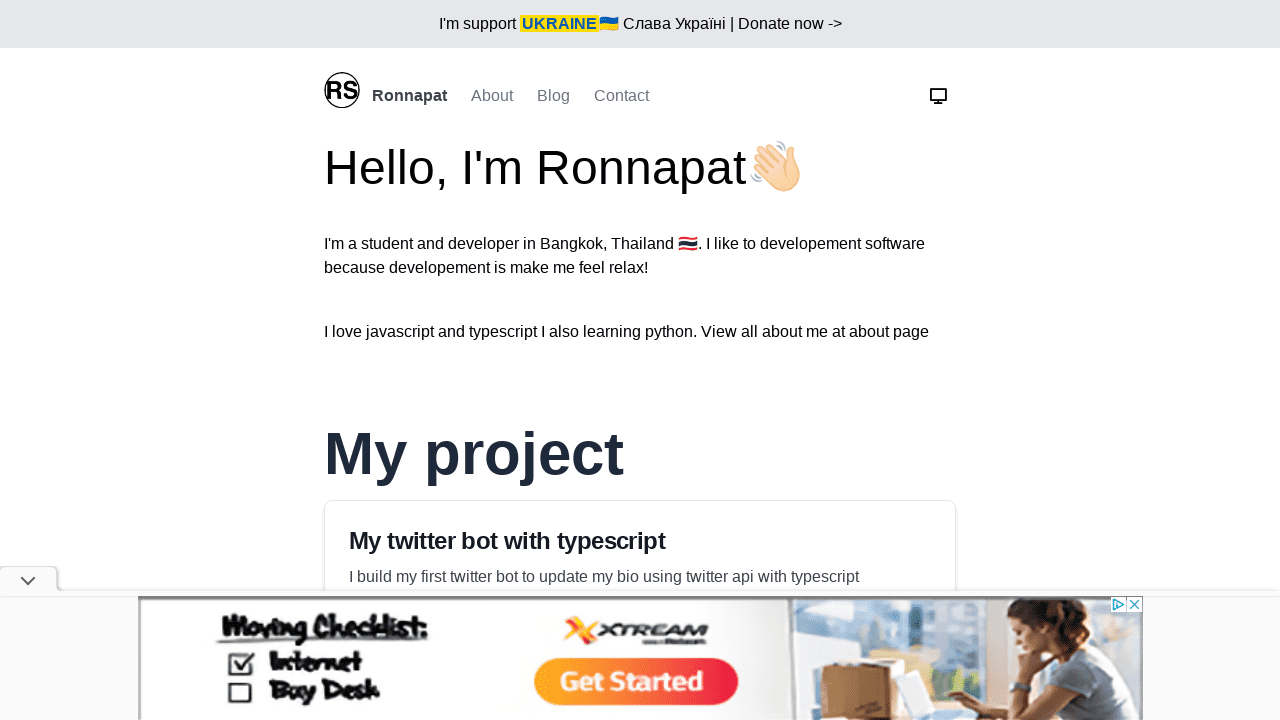 I'm support UKRAINE🇺🇦 Слава Україні | Donate now ->
RS Ronnapat About Blog Contact
Hello, I'm Ronnapat👋🏻
I'm a student and developer in Bangkok, Thailand 🇹🇭. I like to developement software
because developement is make me feel relax!
I love javascript and typescript I also learning python. View all about me at about page
My project
My twitter bot with typescript
I build my first twitter bot to update my bio using twitter api with typescript
Moving Checklist:
Internet
Buy Desk
XTREAM
Get Started